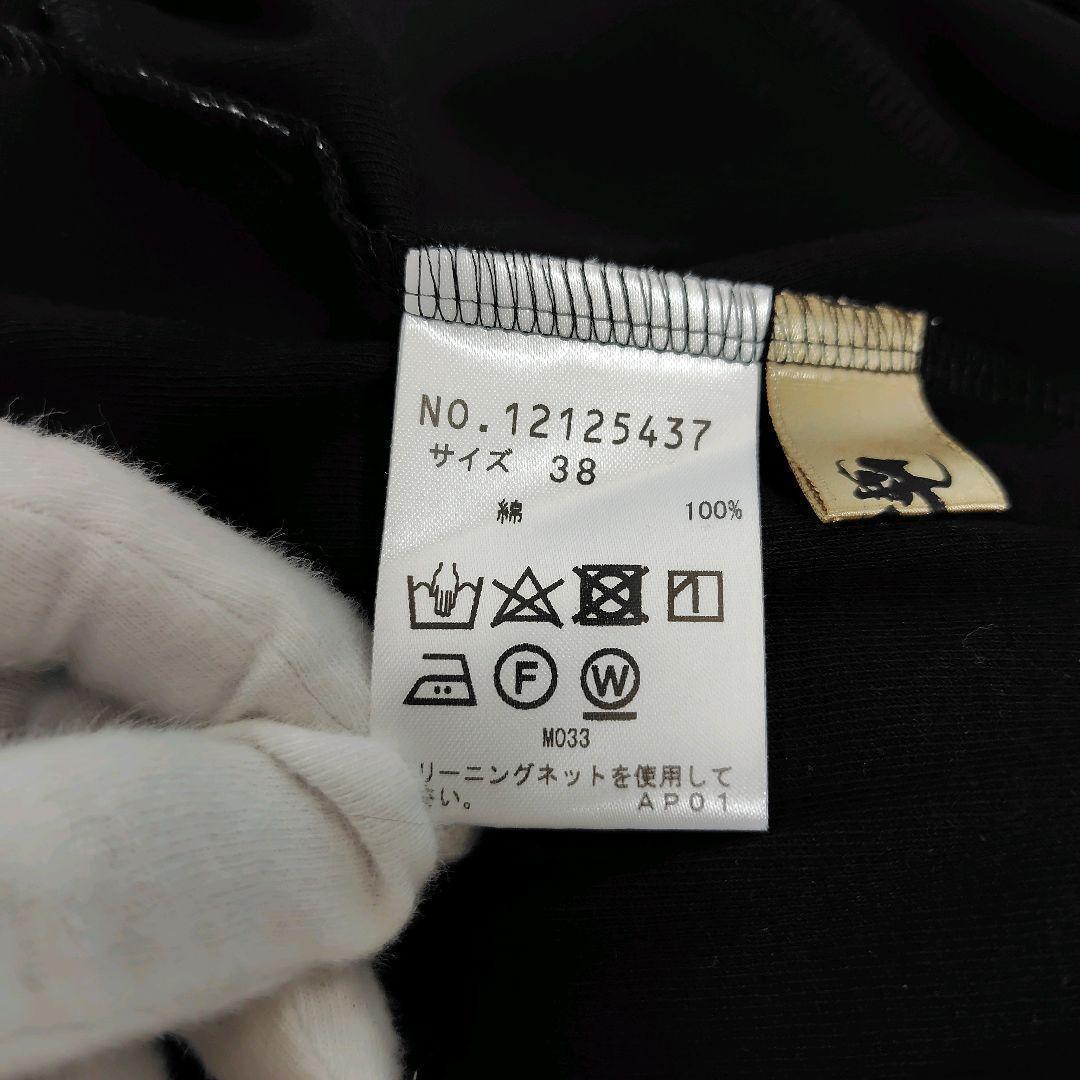 NO.12125437
サイズ 38
綿 100%
F W
M033
リーニングネットを使用して
い。 AP01